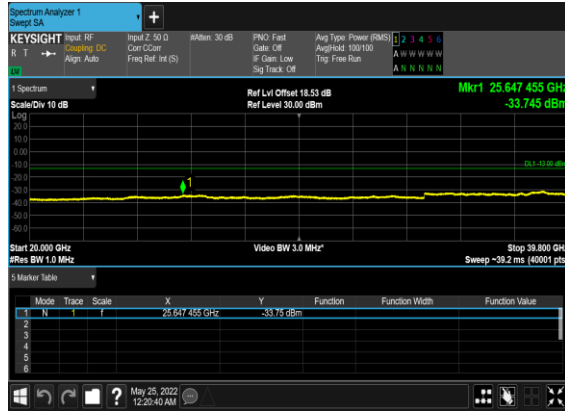 Spectrum Analyzer 1
Swept SA
+
KEYSIGHT Input: RF Input Z: 50 Ω #Atten: 30 dB PNO: Fast Avg Type: Power (RMS) 1 2 3 4 5 6
R T Coupling: DC Corr CCorr Gate: Off Avg|Hold: 100/100 A W W W W W
Align: Auto Freq Ref: Int (S) IF Gain: Low Trig: Free Run
Sig Track: Off A N N N N N
1 Spectrum Ref Lvl Offset 18.53 dB Mkr1 25.647 455 GHz
Scale/Div 10 dB Ref Level 30.00 dBm -33.745 dBm
Log
20.0
10.0
0.00
-10.0
DL1 -13.00 dBm
-20.0
1
-30.0
-40.0
-50.0
-60.0
Start 20.000 GHz Video BW 3.0 MHz* Stop 39.800 GHz
#Res BW 1.0 MHz Sweep ~39.2 ms (40001 pts)
5 Marker Table
Mode Trace Scale X Y Function Function Width Function Value
1 N 1 f 25.647 455 GHz -33.75 dBm
2
3
4
5
6
? May 25, 2022
12:20:40 AM